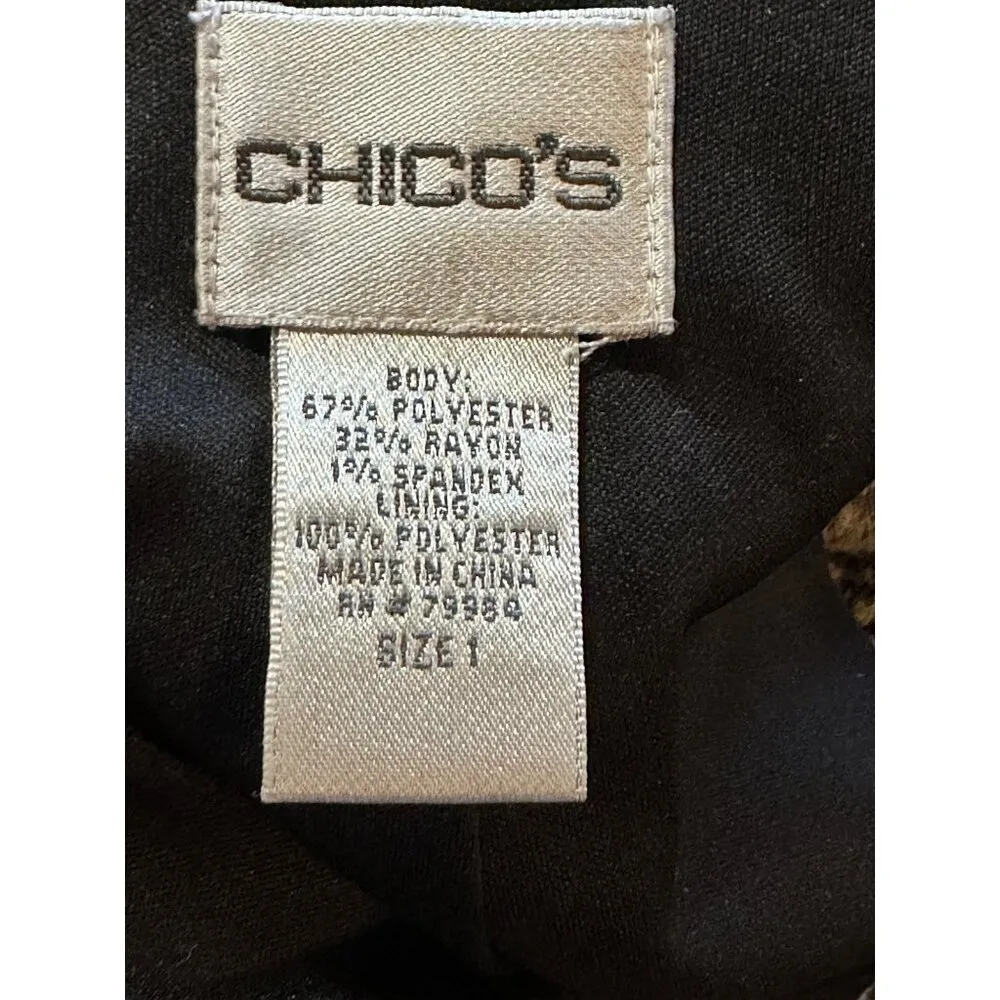 CHICO'S
BODY:
67% POLYESTER
32% RAYON
1% SPANDEX
LINING:
100% POLYESTER
MADE IN CHINA
RN # 79984
SIZE 1